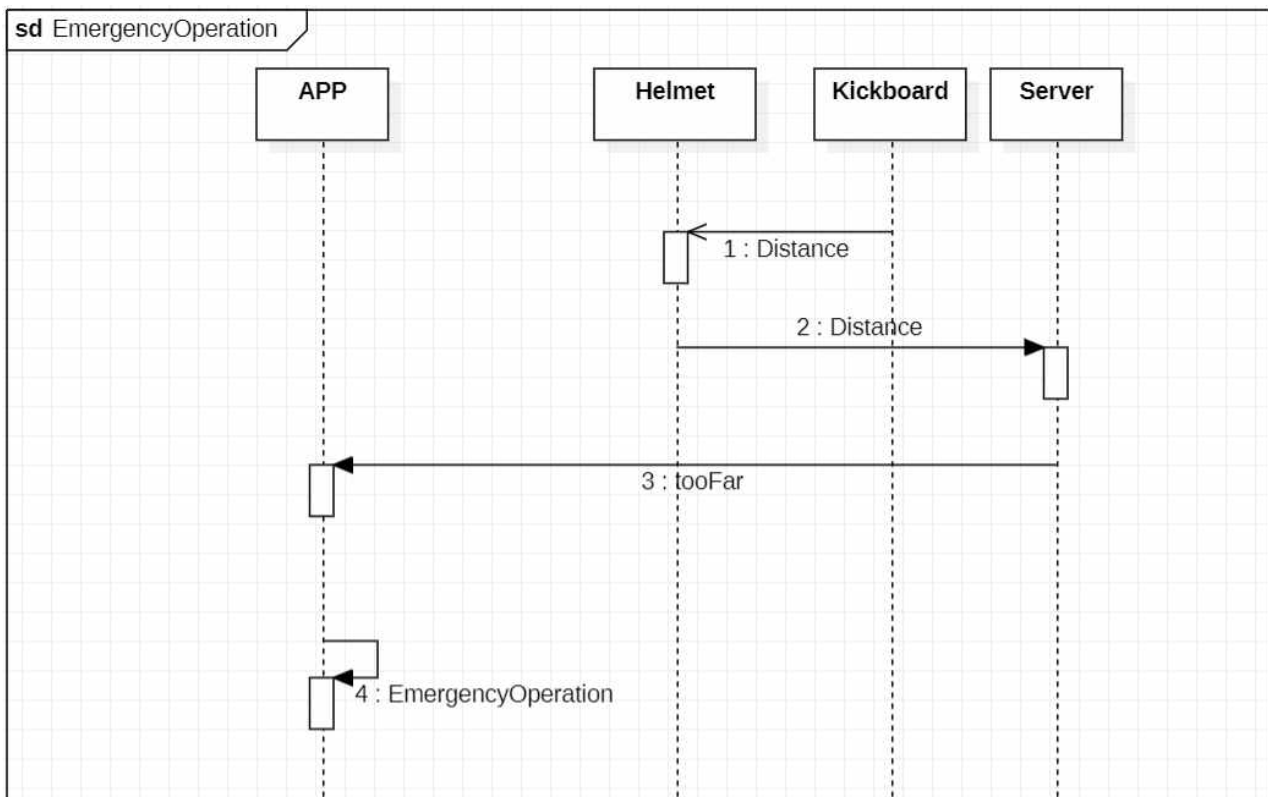 sd EmergencyOperation
APP
Helmet
Kickboard
Server
1 : Distance
2 : Distance
3 : tooFar
4 : EmergencyOperation